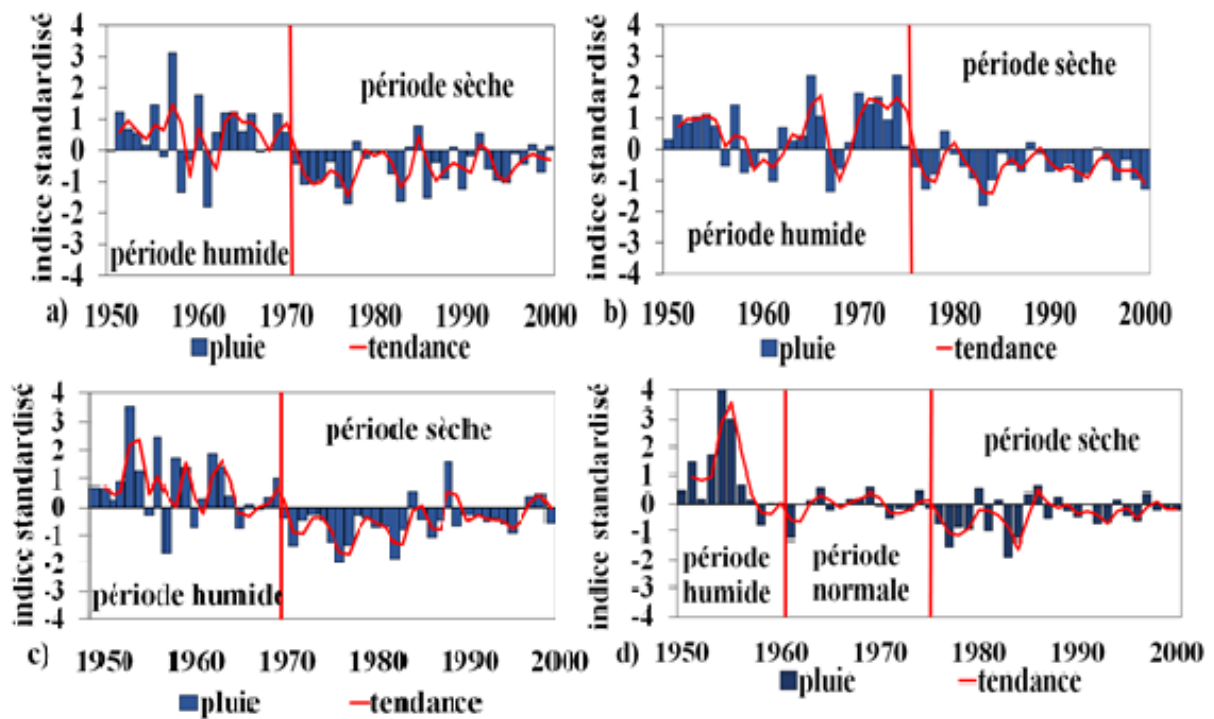 indice standardisé
4
3
2
1
0
-1
-2
-3
-4
période sèche
période humide
a) 1950 1960 1970 1980 1990 2000
pluie tendance
indice standardisé
4
3
2
1
0
-1
-2
-3
-4
période sèche
période humide
b) 1950 1960 1970 1980 1990 2000
pluie tendance
indice standardisé
4
3
2
1
0
-1
-2
-3
-4
période sèche
période humide
c) 1950 1960 1970 1980 1990 2000
pluie tendance
indice standardisé
4
3
2
1
0
-1
-2
-3
-4
période sèche
période
humide
période
normale
d) 1950 1960 1970 1980 1990 2000
pluie tendance